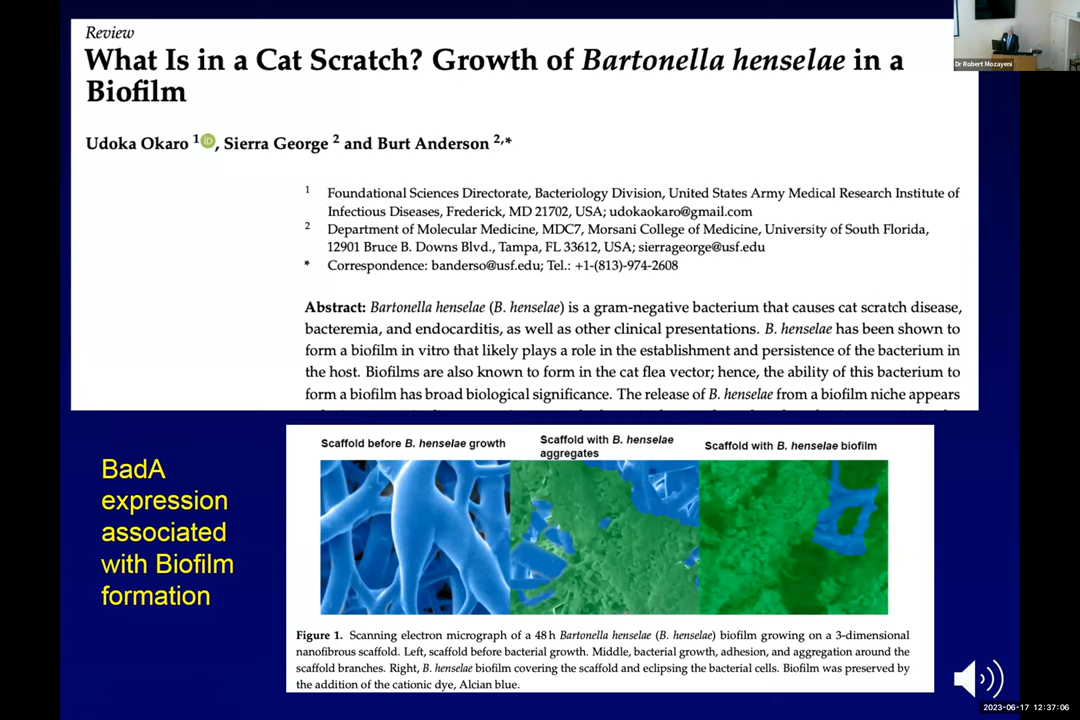 Review
What Is in a Cat Scratch? Growth of Bartonella henselae in a
Biofilm
Udoka Okaro 1 iD, Sierra George 2 and Burt Anderson 2,*
1 Foundational Sciences Directorate, Bacteriology Division, United States Army Medical Research Institute of
Infectious Diseases, Frederick, MD 21702, USA; udokaokaro@gmail.com
2 Department of Molecular Medicine, MDC7, Morsani College of Medicine, University of South Florida,
12901 Bruce B. Downs Blvd., Tampa, FL 33612, USA; sierrageorge@usf.edu
* Correspondence: banderso@usf.edu; Tel.: +1-(813)-974-2608
Abstract: Bartonella henselae (B. henselae) is a gram-negative bacterium that causes cat scratch disease,
bacteremia, and endocarditis, as well as other clinical presentations. B. henselae has been shown to
form a biofilm in vitro that likely plays a role in the establishment and persistence of the bacterium in
the host. Biofilms are also known to form in the cat flea vector; hence, the ability of this bacterium to
form a biofilm has broad biological significance. The release of B. henselae from a biofilm niche appears
Dr Robert Mozayeni
BadA
expression
associated
with Biofilm
formation
Scaffold before B. henselae growth
Scaffold with B. henselae
aggregates
Scaffold with B. henselae biofilm
Figure 1. Scanning electron micrograph of a 48 h Bartonella henselae (B. henselae) biofilm growing on a 3-dimensional
nanofibrous scaffold. Left, scaffold before bacterial growth. Middle, bacterial growth, adhesion, and aggregation around the
scaffold branches. Right, B. henselae biofilm covering the scaffold and eclipsing the bacterial cells. Biofilm was preserved by
the addition of the cationic dye, Alcian blue.
2023-06-17 12:37:06